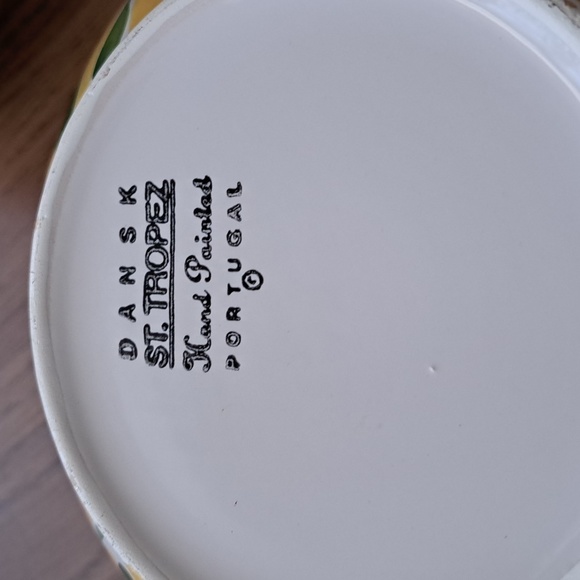 DANSK
ST. TROPEZ
Hand Painted
PORTUGAL
©